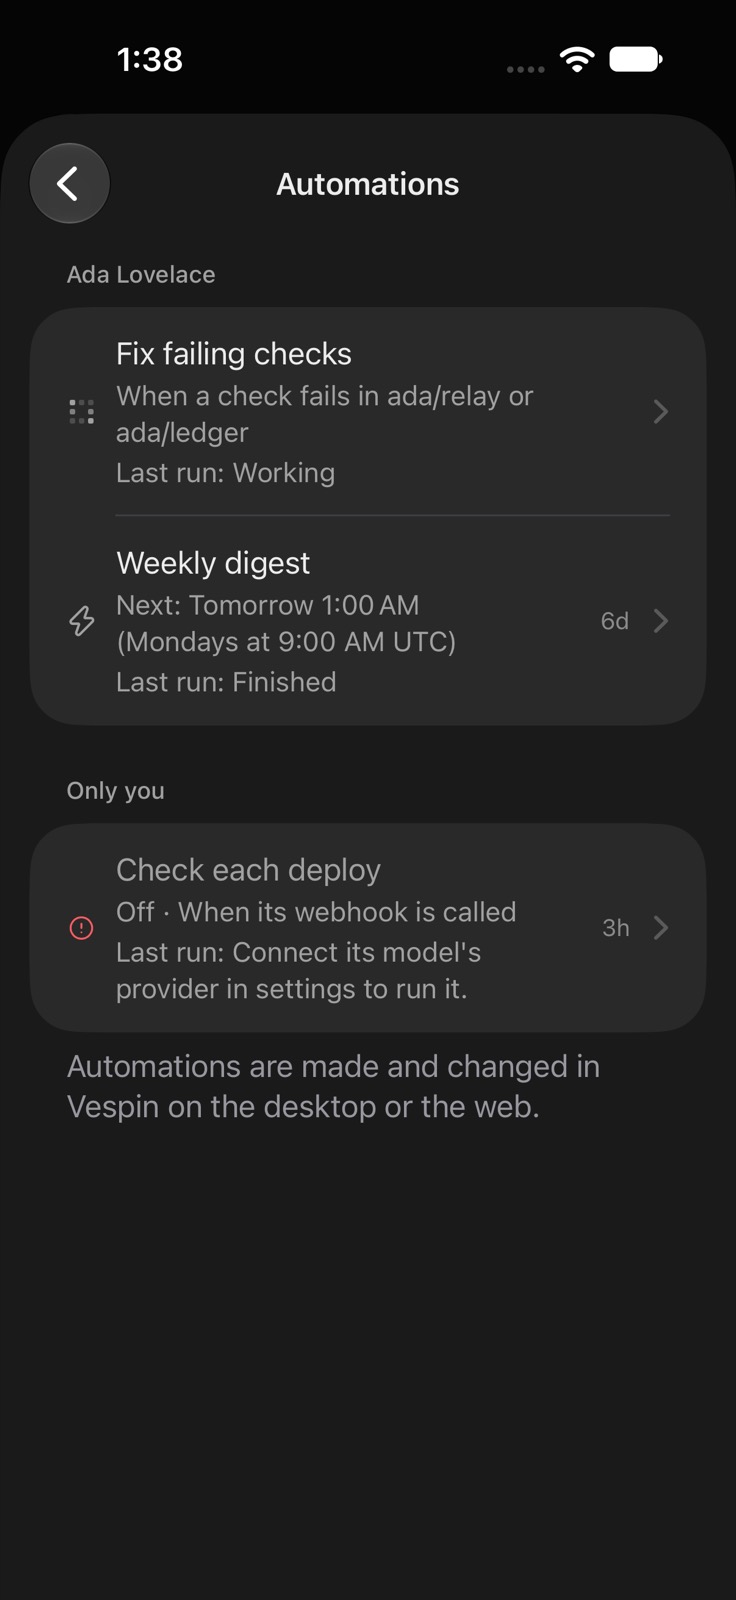 1:38
Automations
Ada Lovelace
Fix failing checks
When a check fails in ada/relay or
ada/ledger
Last run: Working
Weekly digest
Next: Tomorrow 1:00 AM
(Mondays at 9:00 AM UTC)
Last run: Finished
6d
Only you
Check each deploy
Off · When its webhook is called
Last run: Connect its model's
provider in settings to run it.
3h
Automations are made and changed in
Vespin on the desktop or the web.